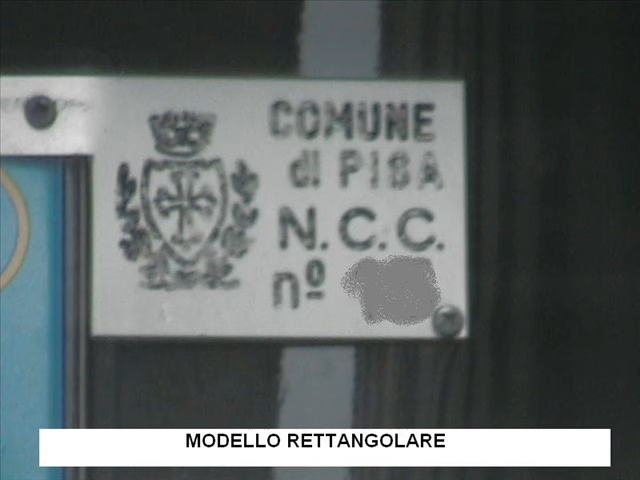 COMUNE
di PISA
N.C.C.
nº
MODELLO RETTANGOLARE